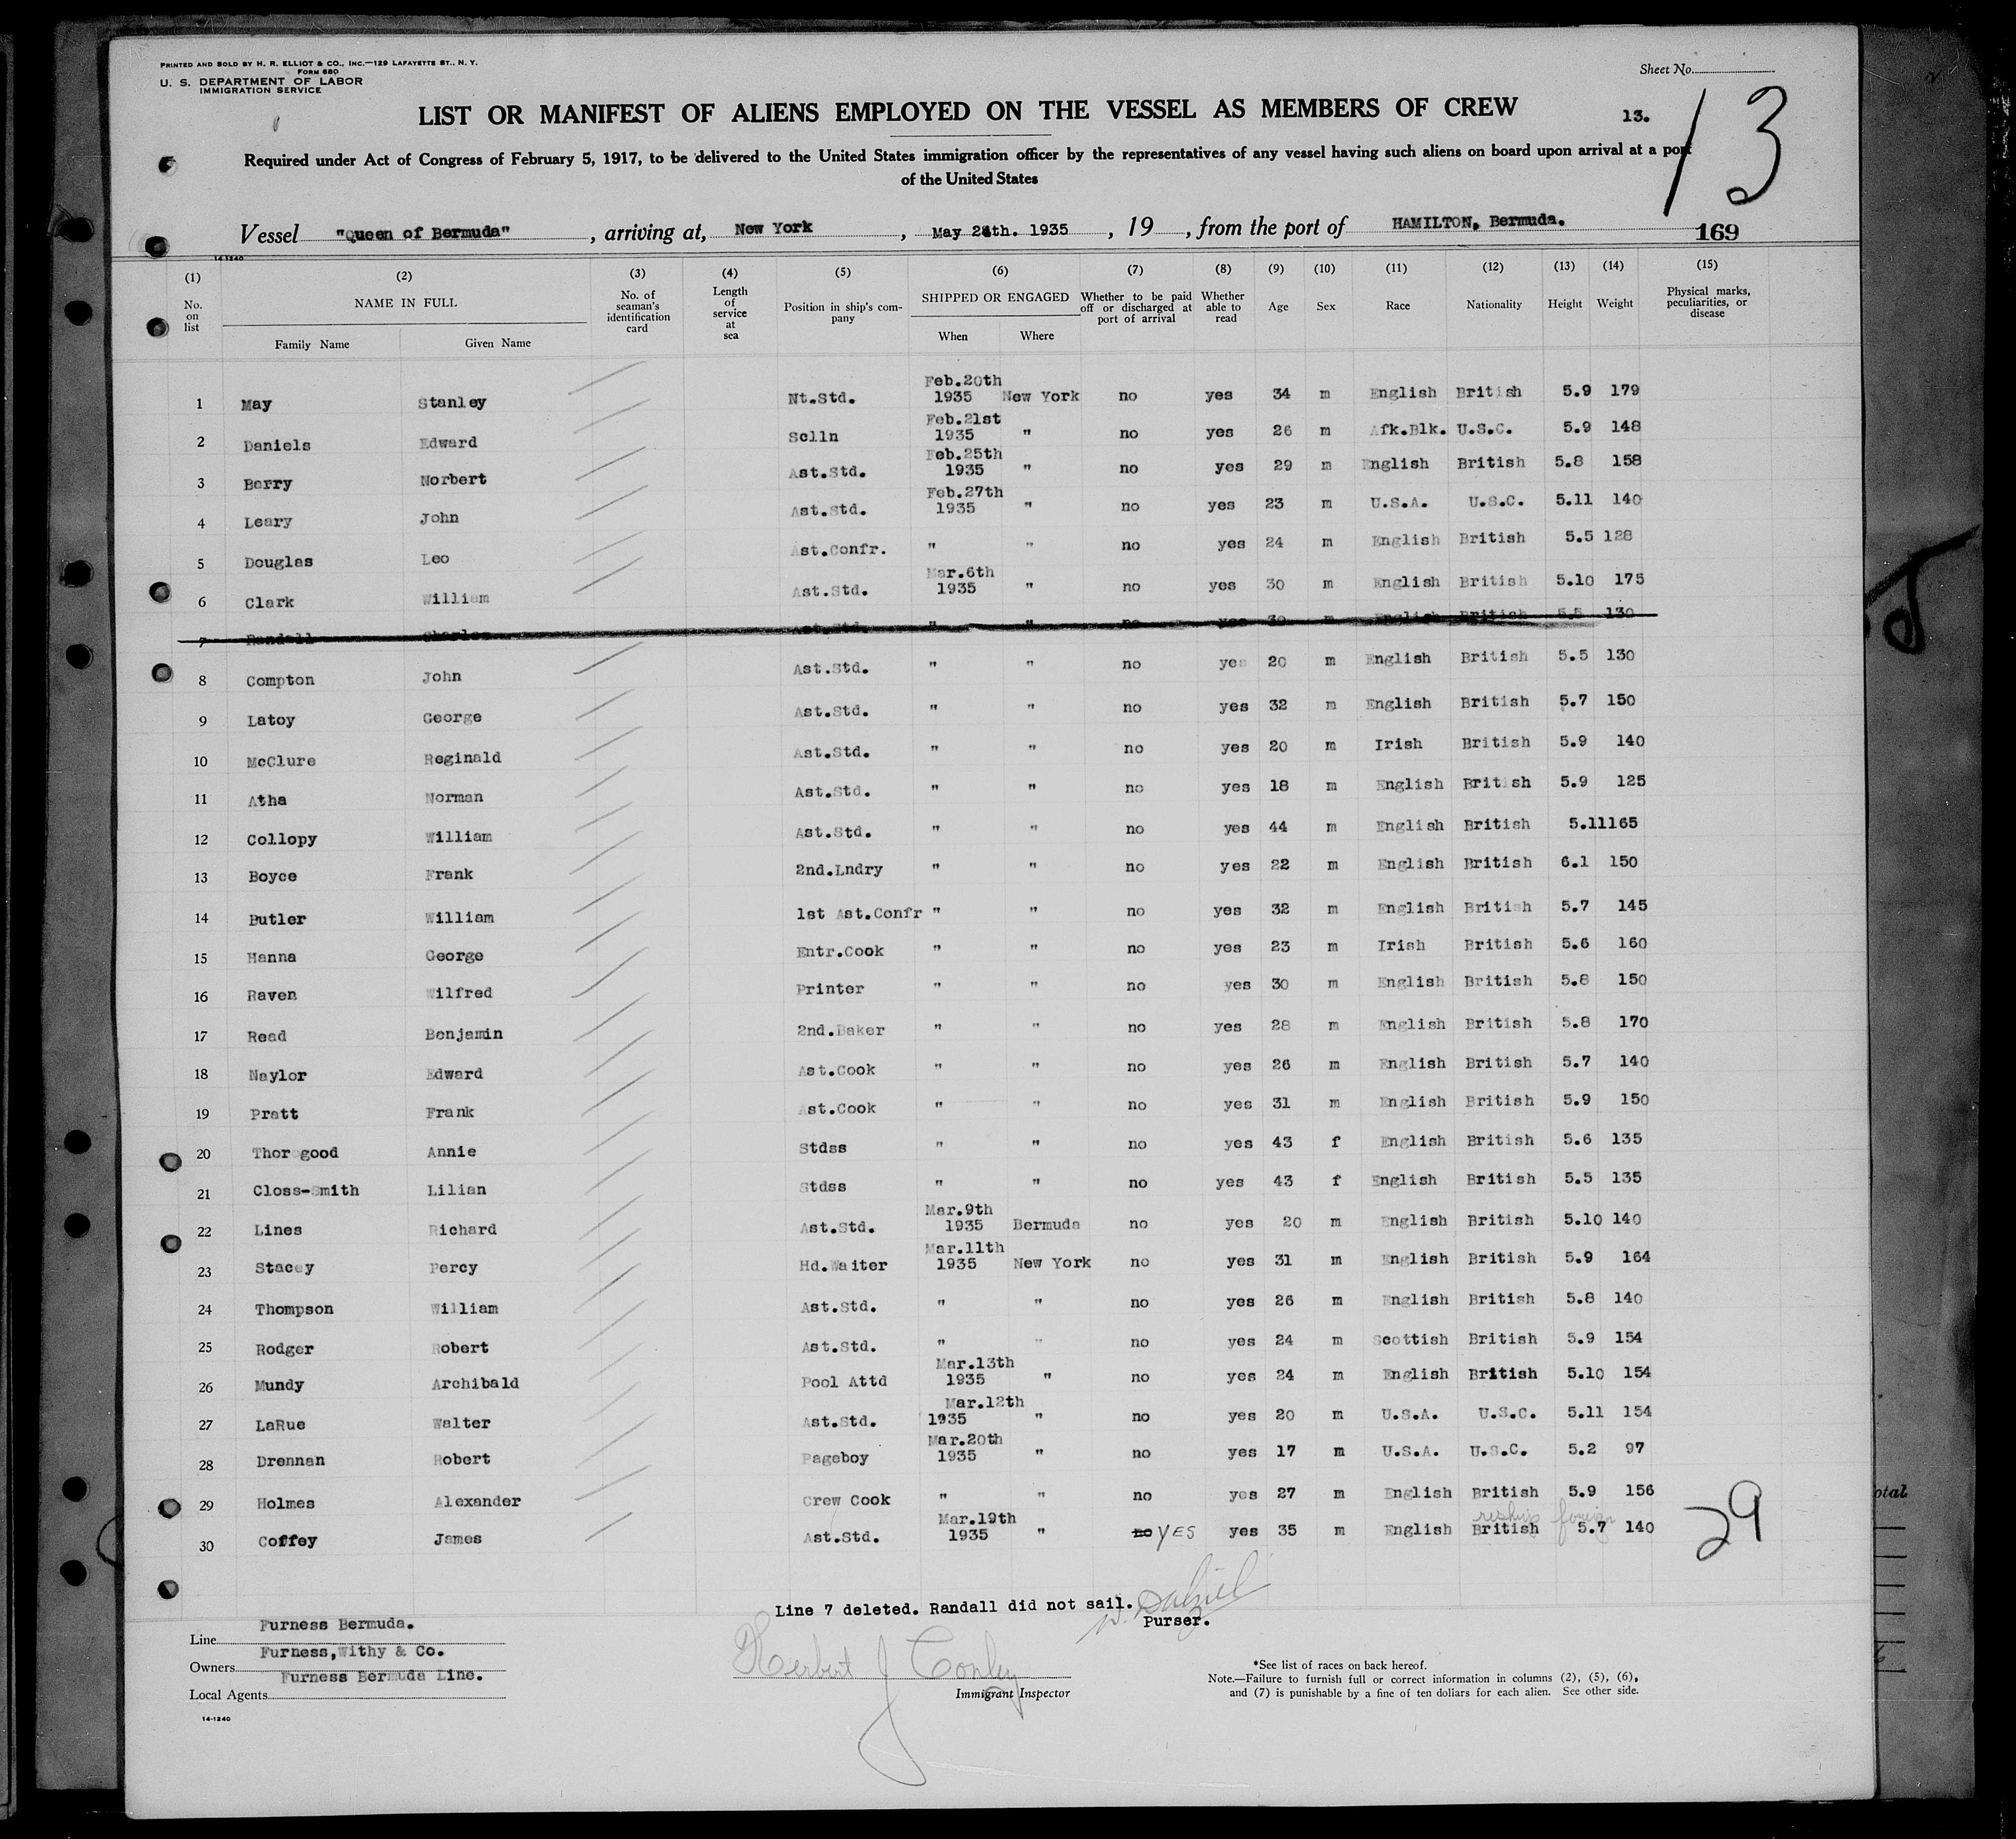 PRINTED AND SOLD BY H. R. ELLIOT & CO., INC.—129 LAFAYETTE ST., N. Y.
FORM 680
U. S. DEPARTMENT OF LABOR
IMMIGRATION SERVICE
Sheet No.
LIST OR MANIFEST OF ALIENS EMPLOYED ON THE VESSEL AS MEMBERS OF CREW
13.
13
Required under Act of Congress of February 5, 1917, to be delivered to the United States immigration officer by the representatives of any vessel having such aliens on board upon arrival at a port
of the United States
Vessel "Queen of Bermuda", arriving at, New York, May 28th. 1935, 19, from the port of HAMILTON, Bermuda.
169
14-1240
(1) (2) (3) (4) (5) (6) (7) (8) (9) (10) (11) (12) (13) (14) (15)
No. on list NAME IN FULL Family Name Given Name No. of seaman's identification card Length of service at sea Position in ship's company SHIPPED OR ENGAGED When Where Whether to be paid off or discharged at port of arrival Whether able to read Age Sex Race Nationality Height Weight Physical marks, peculiarities, or disease
1 May Stanley Nt.Std. Feb.20th 1935 New York no yes 34 m English British 5.9 179
2 Daniels Edward Sclln Feb.21st 1935 " no yes 26 m Afk.Blk. U.S.C. 5.9 148
3 Berry Norbert Ast.Std. Feb.25th 1935 " no yes 29 m English British 5.8 158
4 Leary John Ast.Std. Feb.27th 1935 " no yes 23 m U.S.A. U.S.C. 5.11 140
5 Douglas Leo Ast.Confr. " " no yes 24 m English British 5.5 128
6 Clark William Ast.Std. Mar.6th 1935 " no yes 30 m English British 5.10 175
7 Randall Charles Ast.Std. " " no yes 30 m English British 5.5 130
8 Compton John Ast.Std. " " no yes 20 m English British 5.5 130
9 Latoy George Ast.Std. " " no yes 32 m English British 5.7 150
10 McClure Reginald Ast.Std. " " no yes 20 m Irish British 5.9 140
11 Atha Norman Ast.Std. " " no yes 18 m English British 5.9 125
12 Collopy William Ast.Std. " " no yes 44 m English British 5.11 165
13 Boyce Frank 2nd.Lndry " " no yes 22 m English British 6.1 150
14 Butler William 1st Ast.Confr " " no yes 32 m English British 5.7 145
15 Hanna George Entr.Cook " " no yes 23 m Irish British 5.6 160
16 Raven Wilfred Printer " " no yes 30 m English British 5.8 150
17 Read Benjamin 2nd.Baker " " no yes 28 m English British 5.8 170
18 Naylor Edward Ast.Cook " " no yes 26 m English British 5.7 140
19 Pratt Frank Ast.Cook " " no yes 31 m English British 5.9 150
20 Thorogood Annie Stdss " " no yes 43 f English British 5.6 135
21 Closs-Smith Lilian Stdss " " no yes 43 f English British 5.5 135
22 Lines Richard Ast.Std. Mar.9th 1935 Bermuda no yes 20 m English British 5.10 140
23 Stacey Percy Hd.Waiter Mar.11th 1935 New York no yes 31 m English British 5.9 164
24 Thompson William Ast.Std. " " no yes 26 m English British 5.8 140
25 Rodger Robert Ast.Std. " " no yes 24 m Scottish British 5.9 154
26 Mundy Archibald Pool Attd Mar.13th 1935 " no yes 24 m English British 5.10 154
27 LaRue Walter Ast.Std. Mar.12th 1935 " no yes 20 m U.S.A. U.S.C. 5.11 154
28 Drennan Robert Pageboy Mar.20th 1935 " no yes 17 m U.S.A. U.S.C. 5.2 97
29 Holmes Alexander Crew Cook " " no yes 27 m English British 5.9 156
reships foreign
30 Coffey James Ast.Std. Mar.19th 1935 " no YES yes 35 m English British 5.7 140
29
Line 7 deleted. Randall did not sail.
Purser.
Line Furness Bermuda.
Owners Furness,Withy & Co.
Local Agents Furness Bermuda Line.
Herbert J Conley
Immigrant Inspector
*See list of races on back hereof.
Note.—Failure to furnish full or correct information in columns (2), (5), (6),
and (7) is punishable by a fine of ten dollars for each alien. See other side.
14-1240
otal